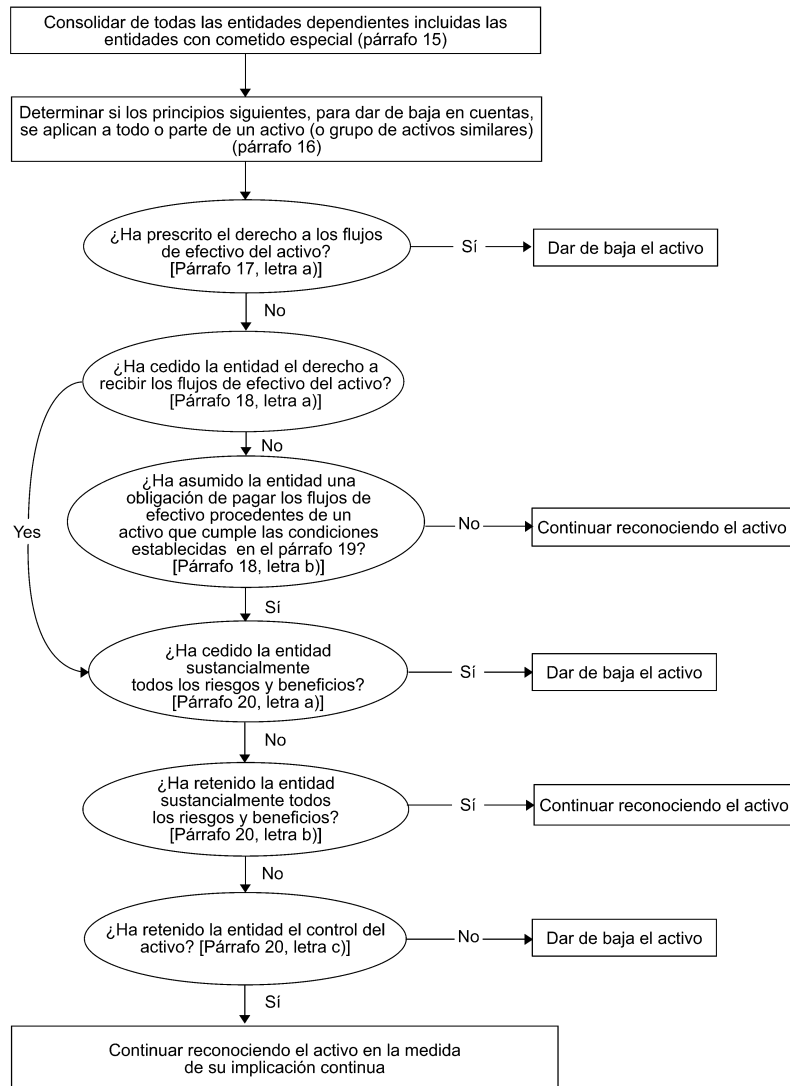 Consolidar de todas las entidades dependientes incluidas las
entidades con cometido especial (párrafo 15)
Determinar si los principios siguientes, para dar de baja en cuentas,
se aplican a todo o parte de un activo (o grupo de activos similares)
(párrafo 16)
¿Ha prescrito el derecho a los flujos
de efectivo del activo?
[Párrafo 17, letra a)]
Sí
Dar de baja el activo
No
¿Ha cedido la entidad el derecho a
recibir los flujos de efectivo del activo?
[Párrafo 18, letra a)]
No
Yes
¿Ha asumido la entidad una
obligación de pagar los flujos de
efectivo procedentes de un
activo que cumple las condiciones
establecidas en el párrafo 19?
[Párrafo 18, letra b)]
No
Continuar reconociendo el activo
Sí
¿Ha cedido la entidad
sustancialmente
todos los riesgos y beneficios?
[Párrafo 20, letra a)]
Sí
Dar de baja el activo
No
¿Ha retenido la entidad
sustancialmente todos
los riesgos y beneficios?
[Párrafo 20, letra b)]
Sí
Continuar reconociendo el activo
No
¿Ha retenido la entidad el control del
activo? [Párrafo 20, letra c)]
No
Dar de baja el activo
Sí
Continuar reconociendo el activo en la medida
de su implicación continua